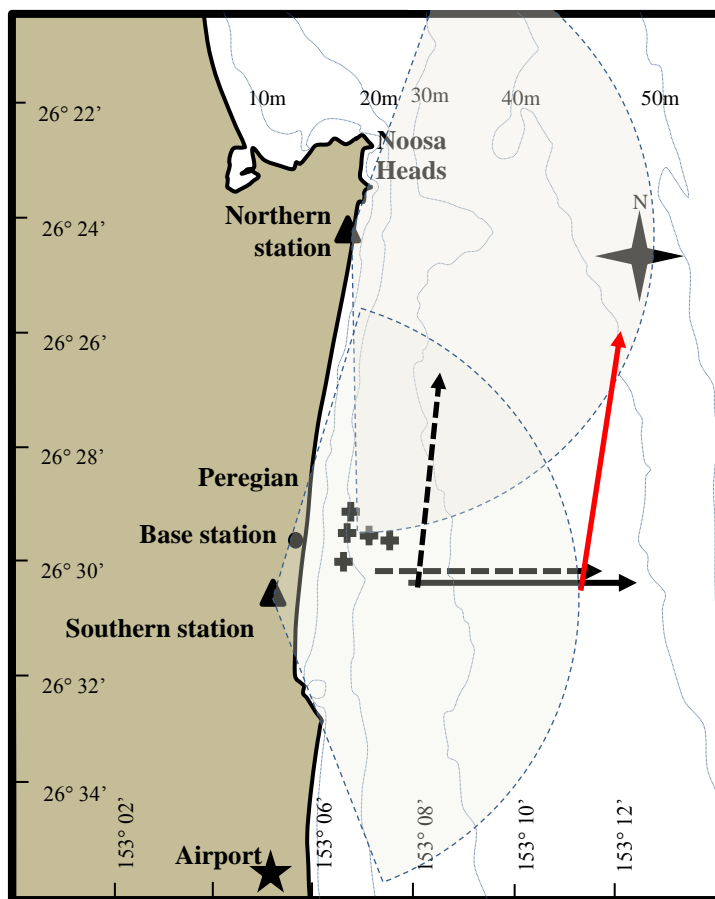 10m 20m 30m 40m 50m
26° 22’
Noosa
Heads
N
Northern
station
26° 24’
26° 26’
26° 28’
Peregian
Base station
26° 30’
Southern station
26° 32’
26° 34’
153° 02’
153° 06’
153° 08’
153° 10’
153° 12’
Airport